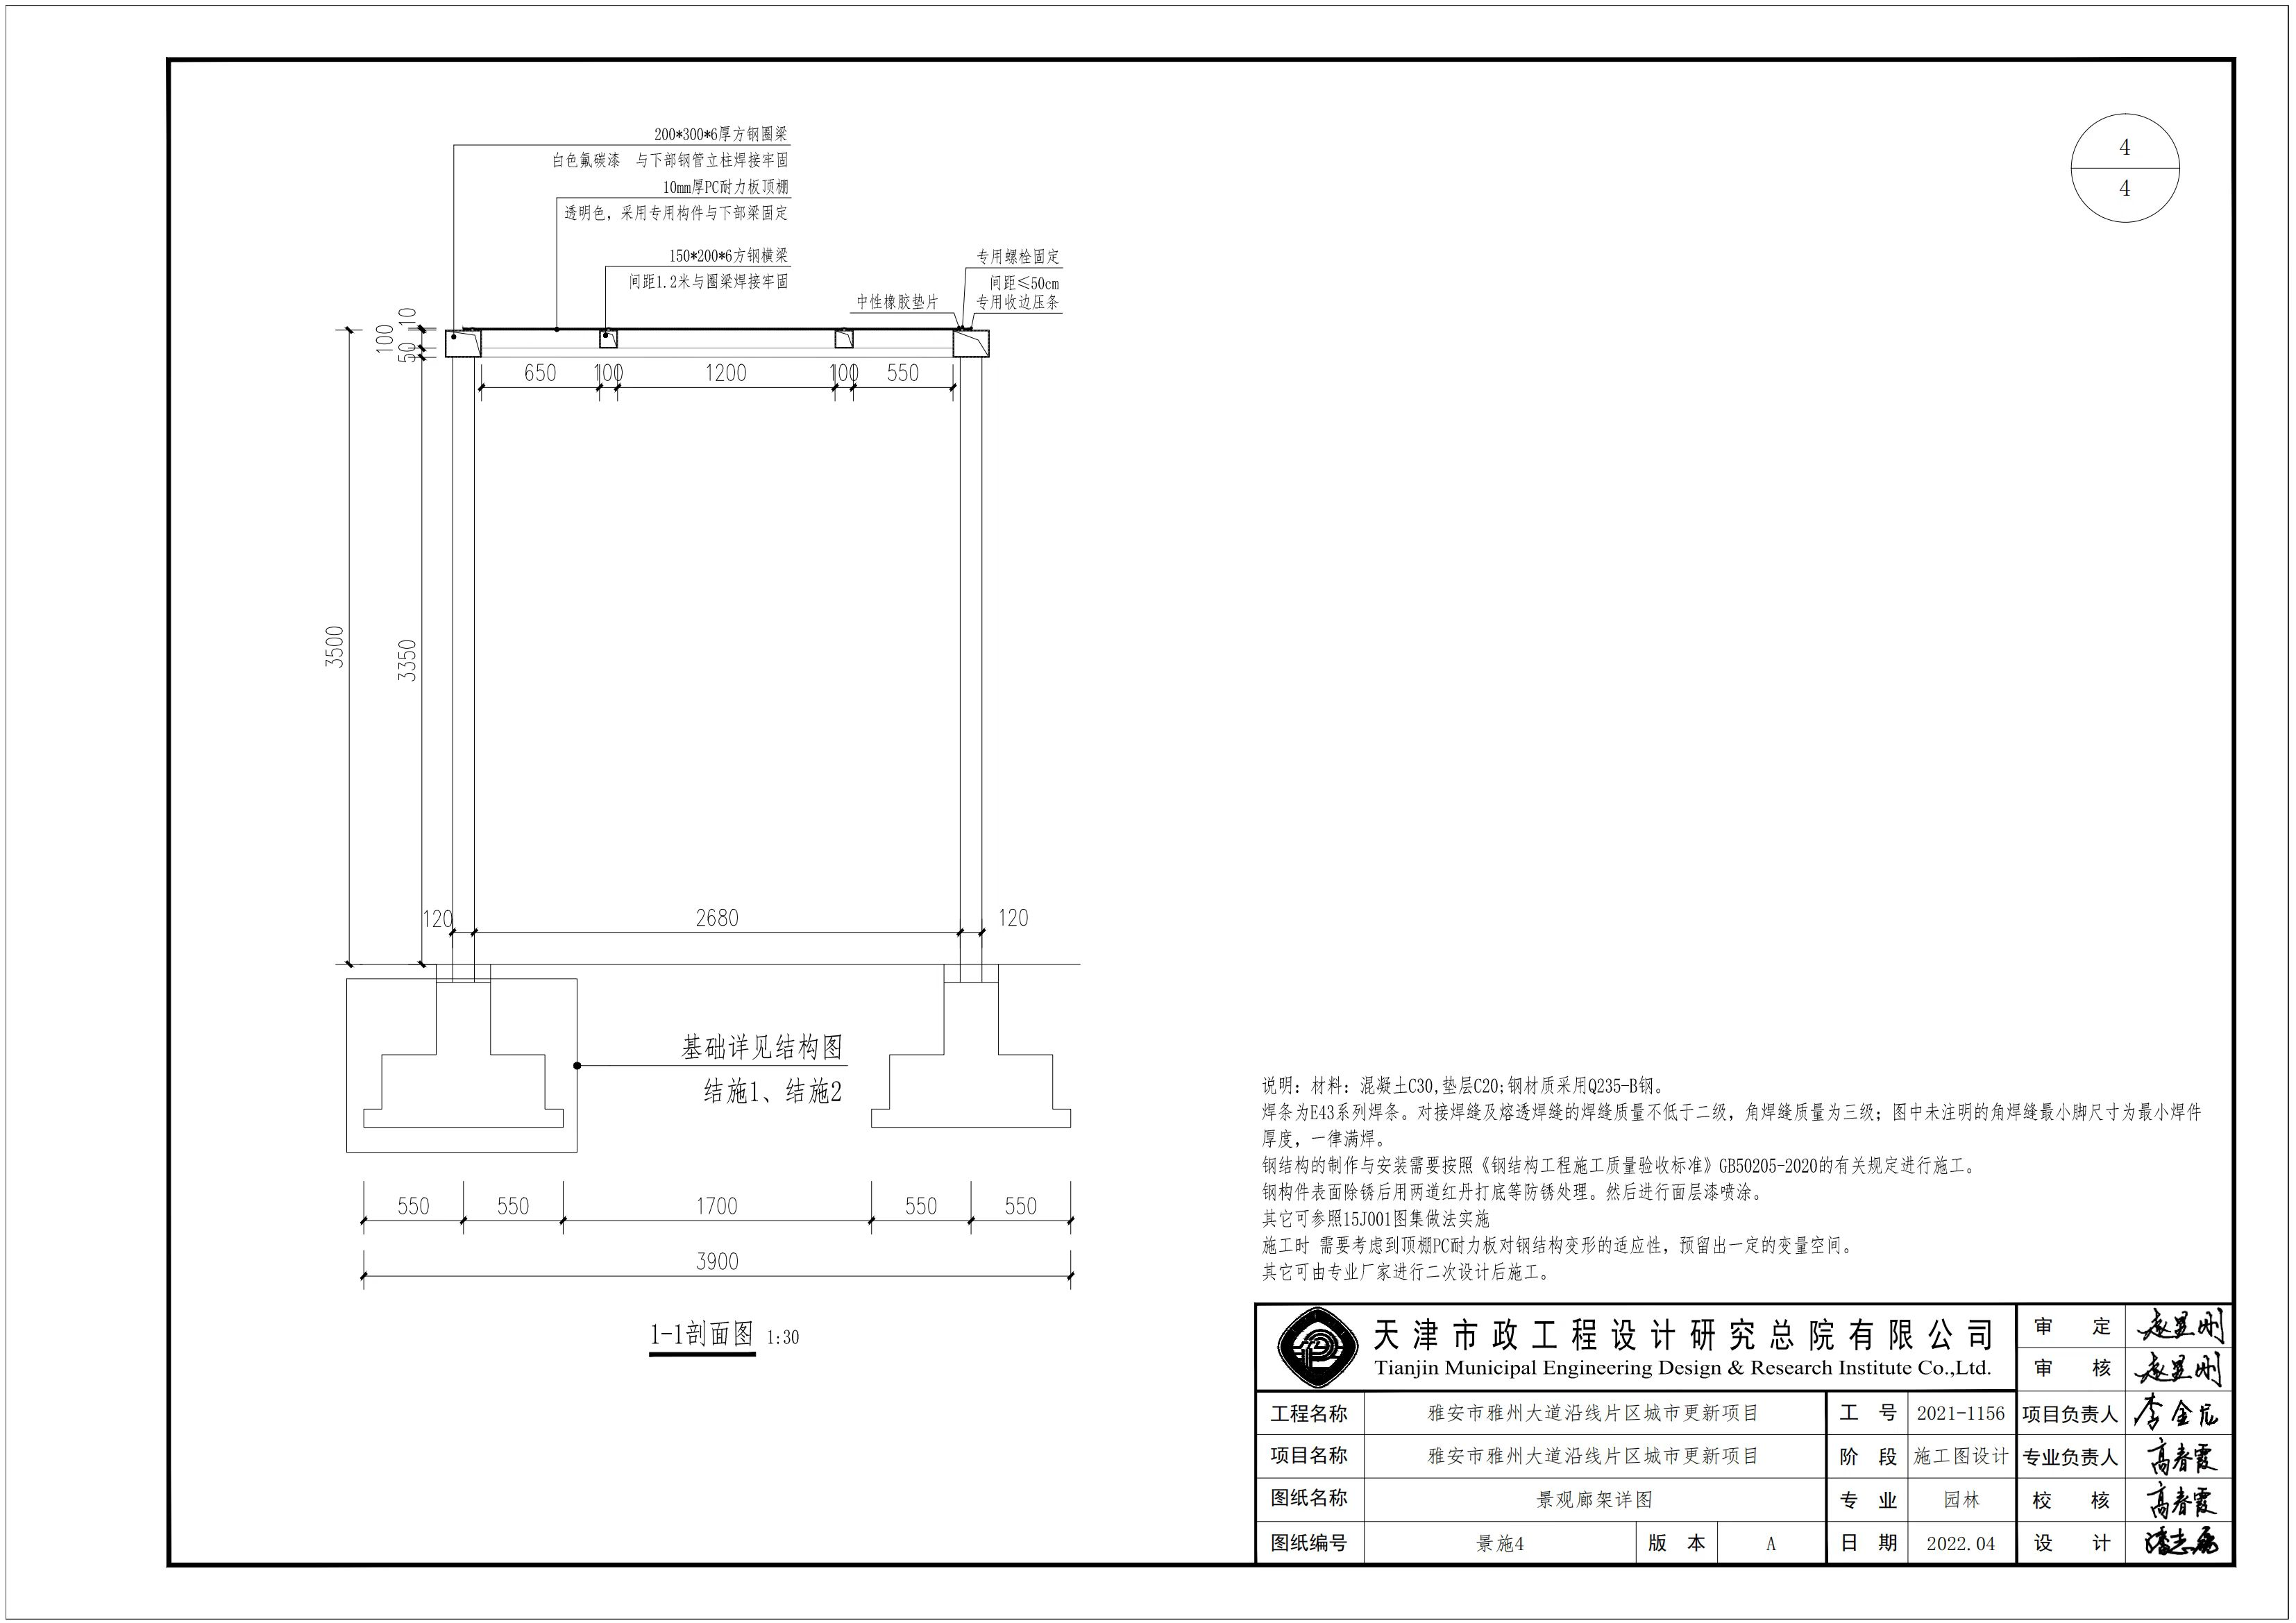 200*300*6厚方钢圈梁
白色氟碳漆 与下部钢管立柱焊接牢固
10mm厚PC耐力板顶棚
透明色，采用专用构件与下部梁固定
150*200*6方钢横梁
间距1.2米与圈梁焊接牢固
专用螺栓固定
间距≤50cm
中性橡胶垫片
专用收边压条
4
4
10
100
50
650
100
1200
100
550
3500
3350
120
2680
120
基础详见结构图
结施1、结施2
550
550
1700
550
550
3900
1-1剖面图 1:30
说明：材料：混凝土C30,垫层C20;钢材质采用Q235-B钢。
焊条为E43系列焊条。对接焊缝及熔透焊缝的焊缝质量不低于二级，角焊缝质量为三级；图中未注明的角焊缝最小脚尺寸为最小焊件
厚度，一律满焊。
钢结构的制作与安装需要按照《钢结构工程施工质量验收标准》GB50205-2020的有关规定进行施工。
钢构件表面除锈后用两道红丹打底等防锈处理。然后进行面层漆喷涂。
其它可参照15J001图集做法实施
施工时 需要考虑到顶棚PC耐力板对钢结构变形的适应性，预留出一定的变量空间。
其它可由专业厂家进行二次设计后施工。
天津市政工程设计研究总院有限公司
Tianjin Municipal Engineering Design & Research Institute Co.,Ltd.
审 定
审 核
工程名称 雅安市雅州大道沿线片区城市更新项目 工 号 2021-1156 项目负责人
项目名称 雅安市雅州大道沿线片区城市更新项目 阶 段 施工图设计 专业负责人 高春霞
图纸名称 景观廊架详图 专 业 园林 校 核 高春霞
图纸编号 景施4 版 本 A 日 期 2022.04 设 计